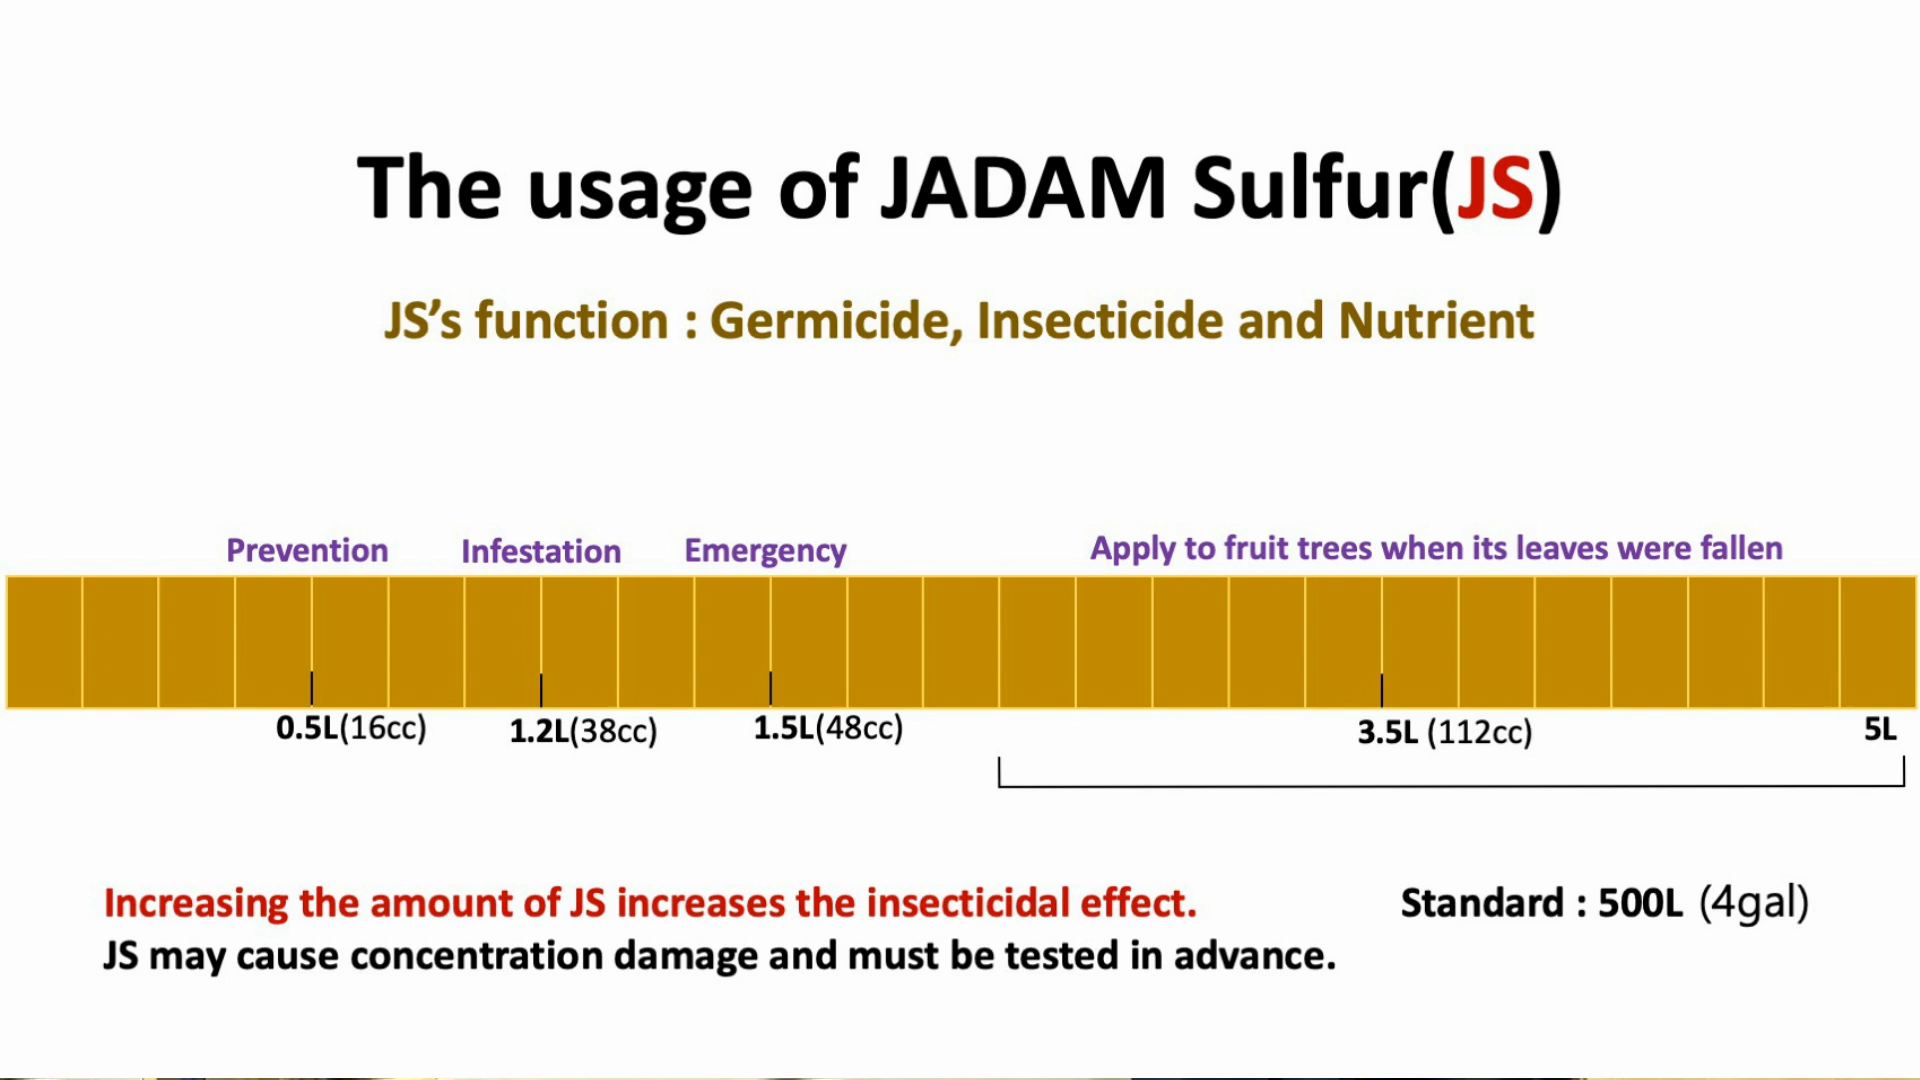 The usage of JADAM Sulfur(JS)
JS’s function : Germicide, Insecticide and Nutrient
Prevention Infestation Emergency Apply to fruit trees when its leaves were fallen
0.5L(16cc) 1.2L(38cc) 1.5L(48cc) 3.5L (112cc) 5L
Increasing the amount of JS increases the insecticidal effect. Standard : 500L (4gal)
JS may cause concentration damage and must be tested in advance.